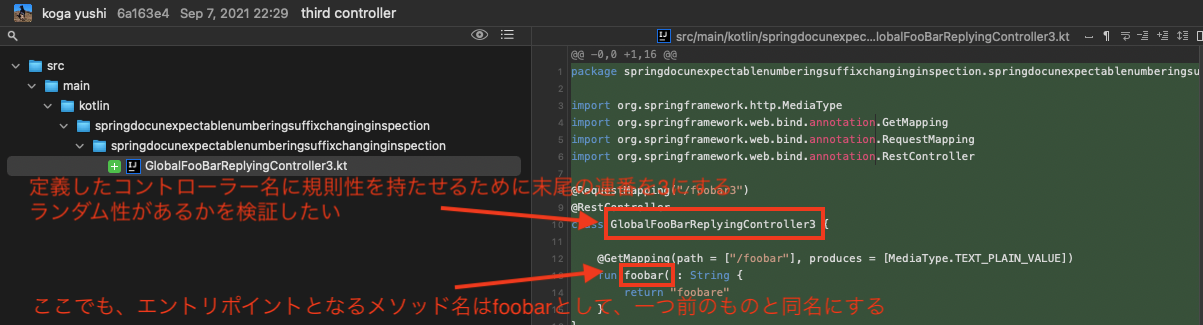 koga yushi 6a163e4 Sep 7, 2021 22:29 third controller
src/main/kotlin/springdocunexpec...lobalFooBarReplyingController3.kt
src
main
kotlin
springdocunexpectablenumberingsuffixchanginginspection
springdocunexpectablenumberingsuffixchanginginspection
GlobalFooBarReplyingController3.kt
定義したコントローラー名に規則性を持たせるために末尾の連番を3にする
ランダム性があるかを検証したい
ここでも、エントリポイントとなるメソッド名はfoobarとして、一つ前のものと同名にする
@@ -0,0 +1,16 @@
1 package springdocunexpectablenumberingsuffixchanginginspection.springdocunexpectablenumberingsu
2
3 import org.springframework.http.MediaType
4 import org.springframework.web.bind.annotation.GetMapping
5 import org.springframework.web.bind.annotation.RequestMapping
6 import org.springframework.web.bind.annotation.RestController
7
8 @RequestMapping("/foobar3")
9 @RestController
10 class GlobalFooBarReplyingController3 {
11
12 @GetMapping(path = ["/foobar"], produces = [MediaType.TEXT_PLAIN_VALUE])
13 fun foobar( : String {
14 return "foobare"
15 }